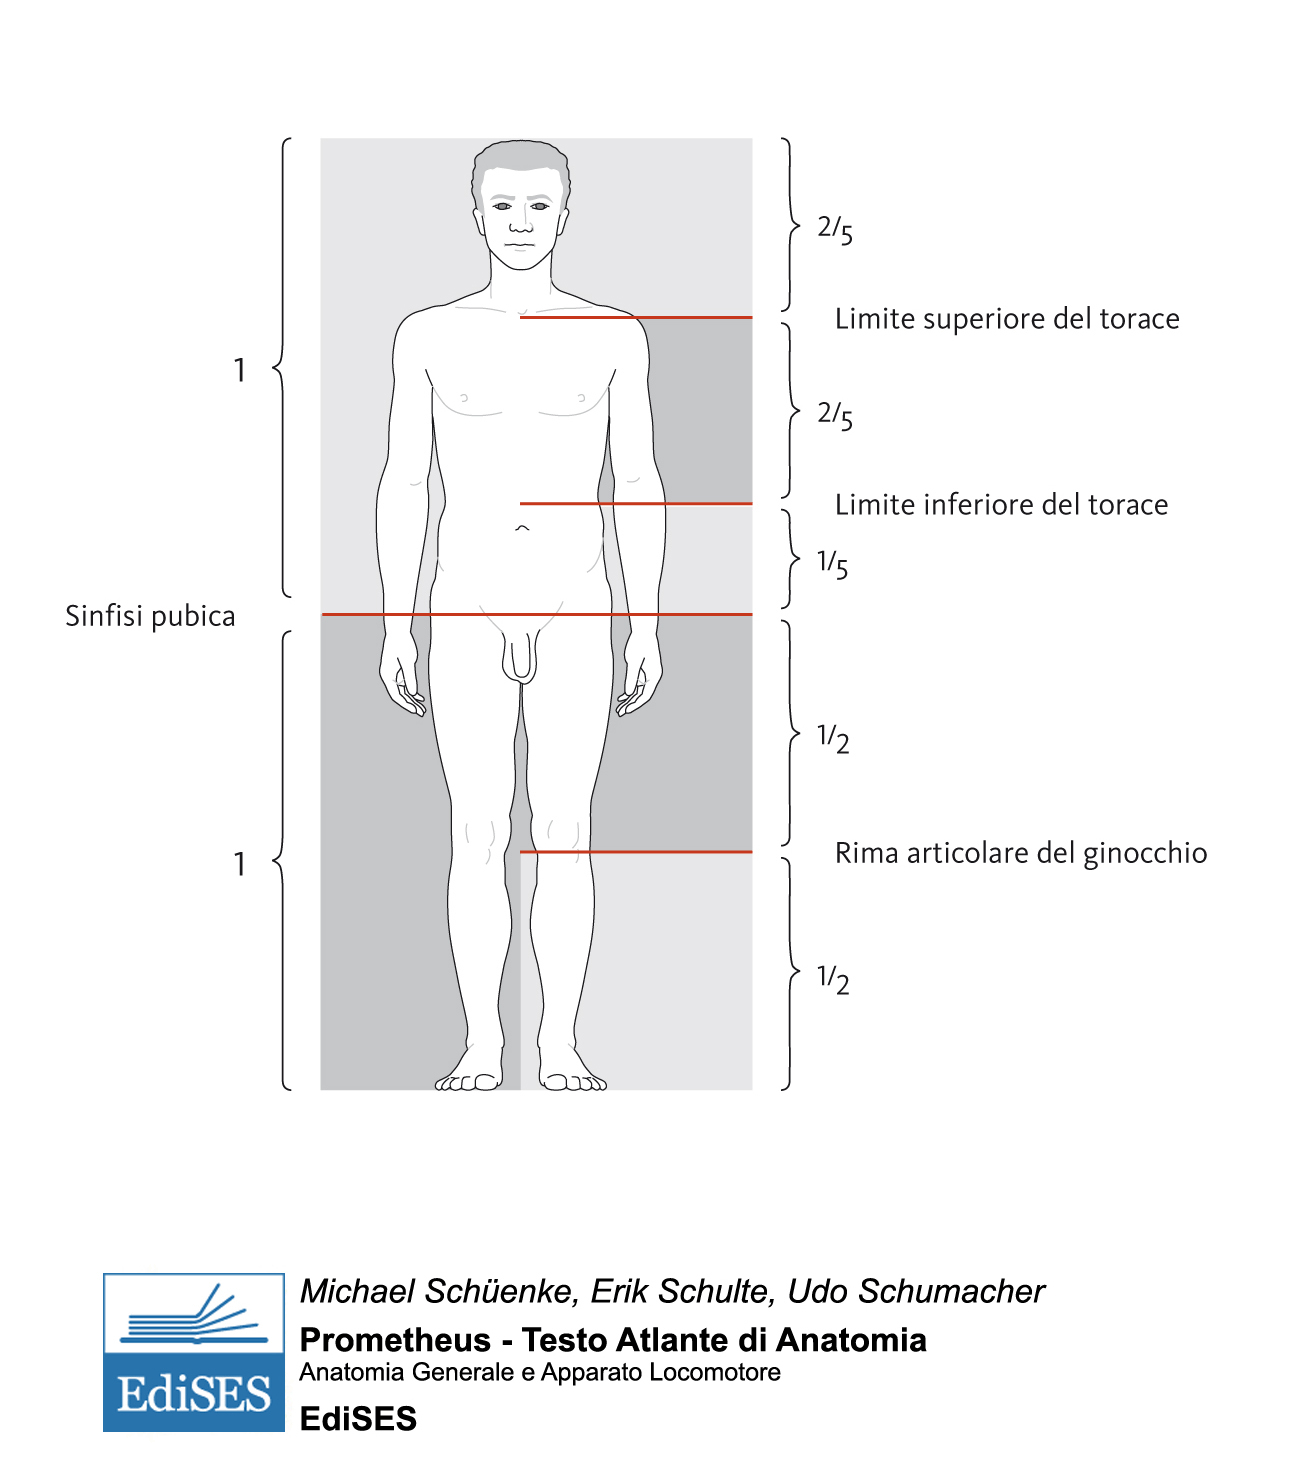 2/5
Limite superiore del torace
1
2/5
Limite inferiore del torace
1/5
Sinfisi pubica
1/2
Rima articolare del ginocchio
1
1/2
Michael Schüenke, Erik Schulte, Udo Schumacher
Prometheus - Testo Atlante di Anatomia
Anatomia Generale e Apparato Locomotore
EdiSES
EdiSES